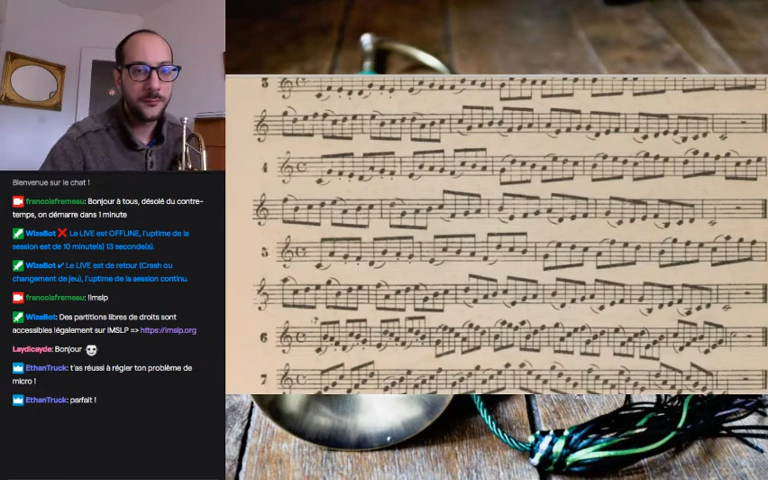 Bienvenue sur le chat !
francoisfremeau: Bonjour à tous, désolé du contre-
temps, on démarre dans 1 minute
WizeBot ❌ Le LIVE est OFFLINE, l'uptime de
la session est de 10 minute(s) 13 seconde(s).
WizeBot ✔ Le LIVE est de retour (Crash ou
changement de jeu), l'uptime de la session continu.
francoisfremeau: !imslp
WizeBot: Des partitions libres de droits sont
accessibles légalement sur IMSLP => https://imslp.org
Laydicayde: Bonjour
EthanTruck: t'as réussi à régler ton problème de
micro !
EthanTruck: parfait !
3
4
5
6
7